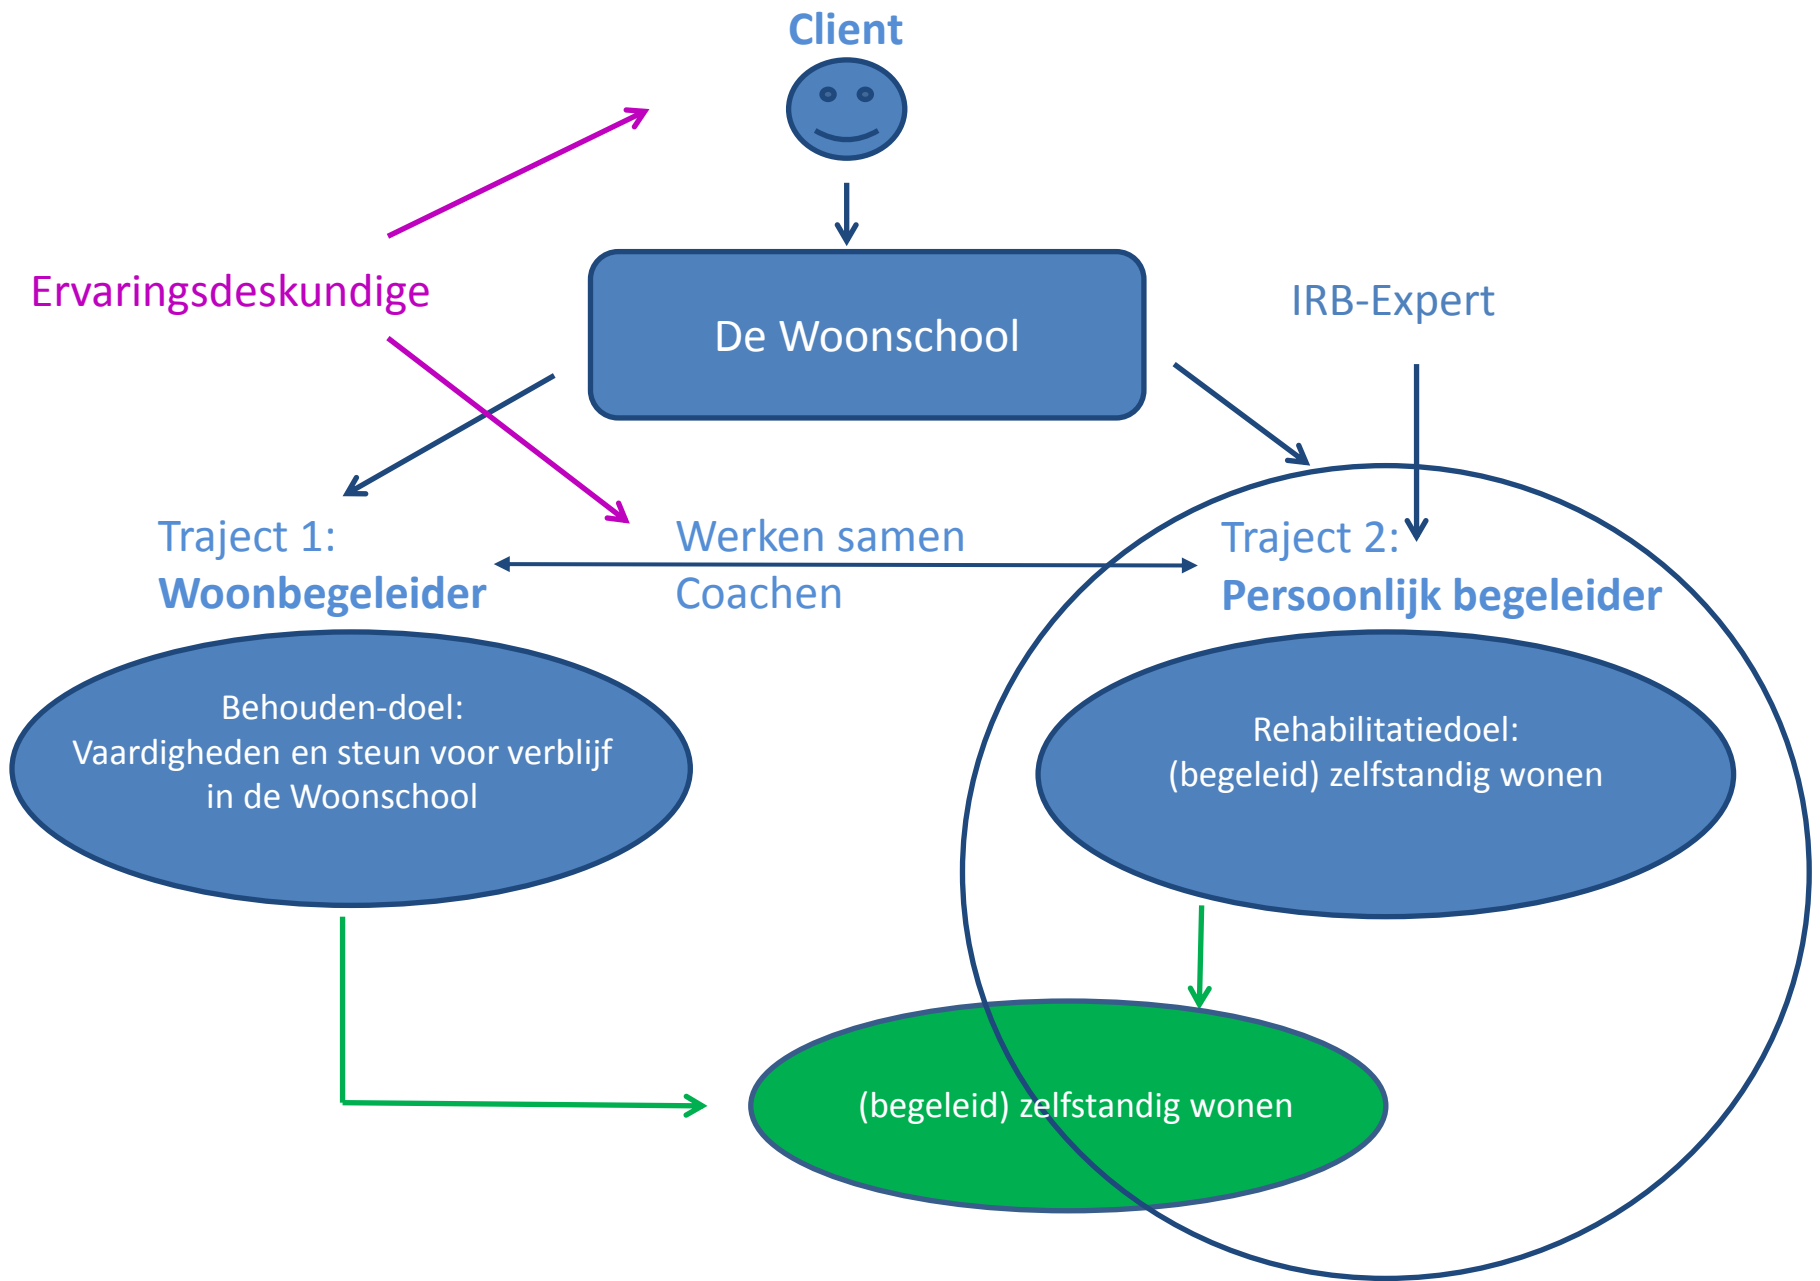 Client
Ervaringsdeskundige
De Woonschool
IRB-Expert
Traject 1:
Woonbegeleider
Werken samen
Coachen
Traject 2:
Persoonlijk begeleider
Behouden-doel:
Vaardigheden en steun voor verblijf
in de Woonschool
Rehabilitatiedoel:
(begeleid) zelfstandig wonen
(begeleid) zelfstandig wonen